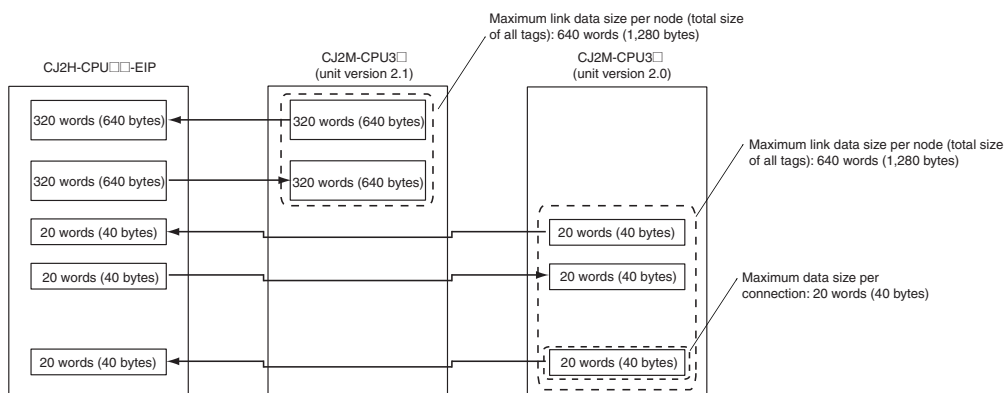 Maximum link data size per node (total size
of all tags): 640 words (1,280 bytes)
CJ2H-CPU□□-EIP
CJ2M-CPU3□
(unit version 2.1)
CJ2M-CPU3□
(unit version 2.0)
320 words (640 bytes)
320 words (640 bytes)
Maximum link data size per node (total size
of all tags): 640 words (1,280 bytes)
320 words (640 bytes)
320 words (640 bytes)
20 words (40 bytes)
20 words (40 bytes)
20 words (40 bytes)
20 words (40 bytes)
Maximum data size per
connection: 20 words (40 bytes)
20 words (40 bytes)
20 words (40 bytes)